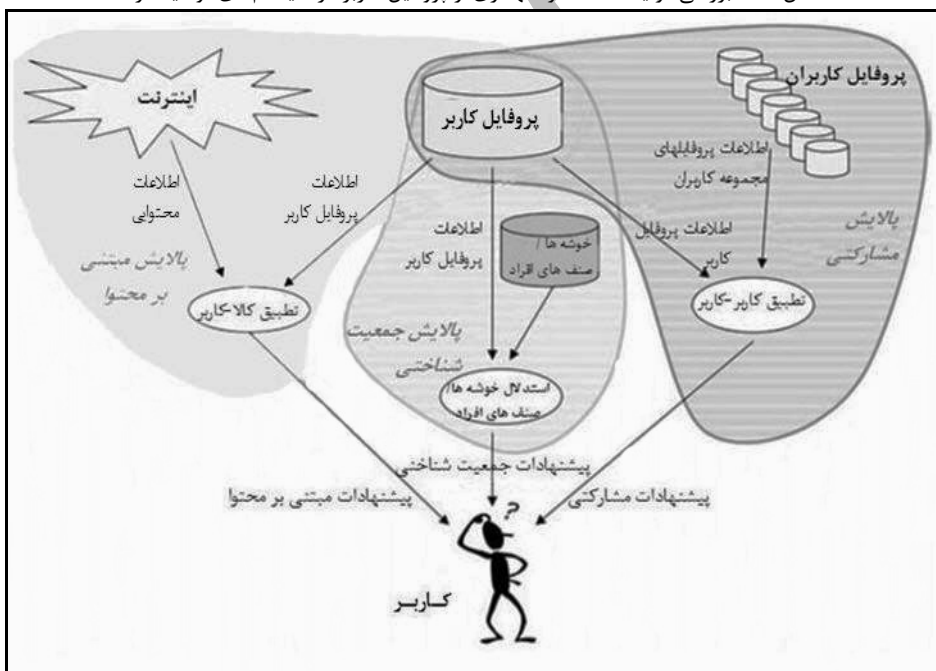 پروفایل کاربران
اینترنت
پروفایل کاربر
اطلاعات پروفایلهای
مجموعه کاربران
اطلاعات
محتوایی
اطلاعات
پروفایل کاربر
اطلاعات
پروفایل کاربر
خوشه ها /
صنف های افراد
اطلاعات پروفایل
کاربر
پالایش
مشارکتی
پالایش مبتنی
بر محتوا
تطبیق کالا-کاربر
تطبیق کاربر-کاربر
پالایش جمعیت
شناختی
استدلال خوشه ها/
صنف های افراد
پیشنهادات جمعیت شناختی
پیشنهادات مبتنی بر محتوا
پیشنهادات مشارکتی
?
کاربر